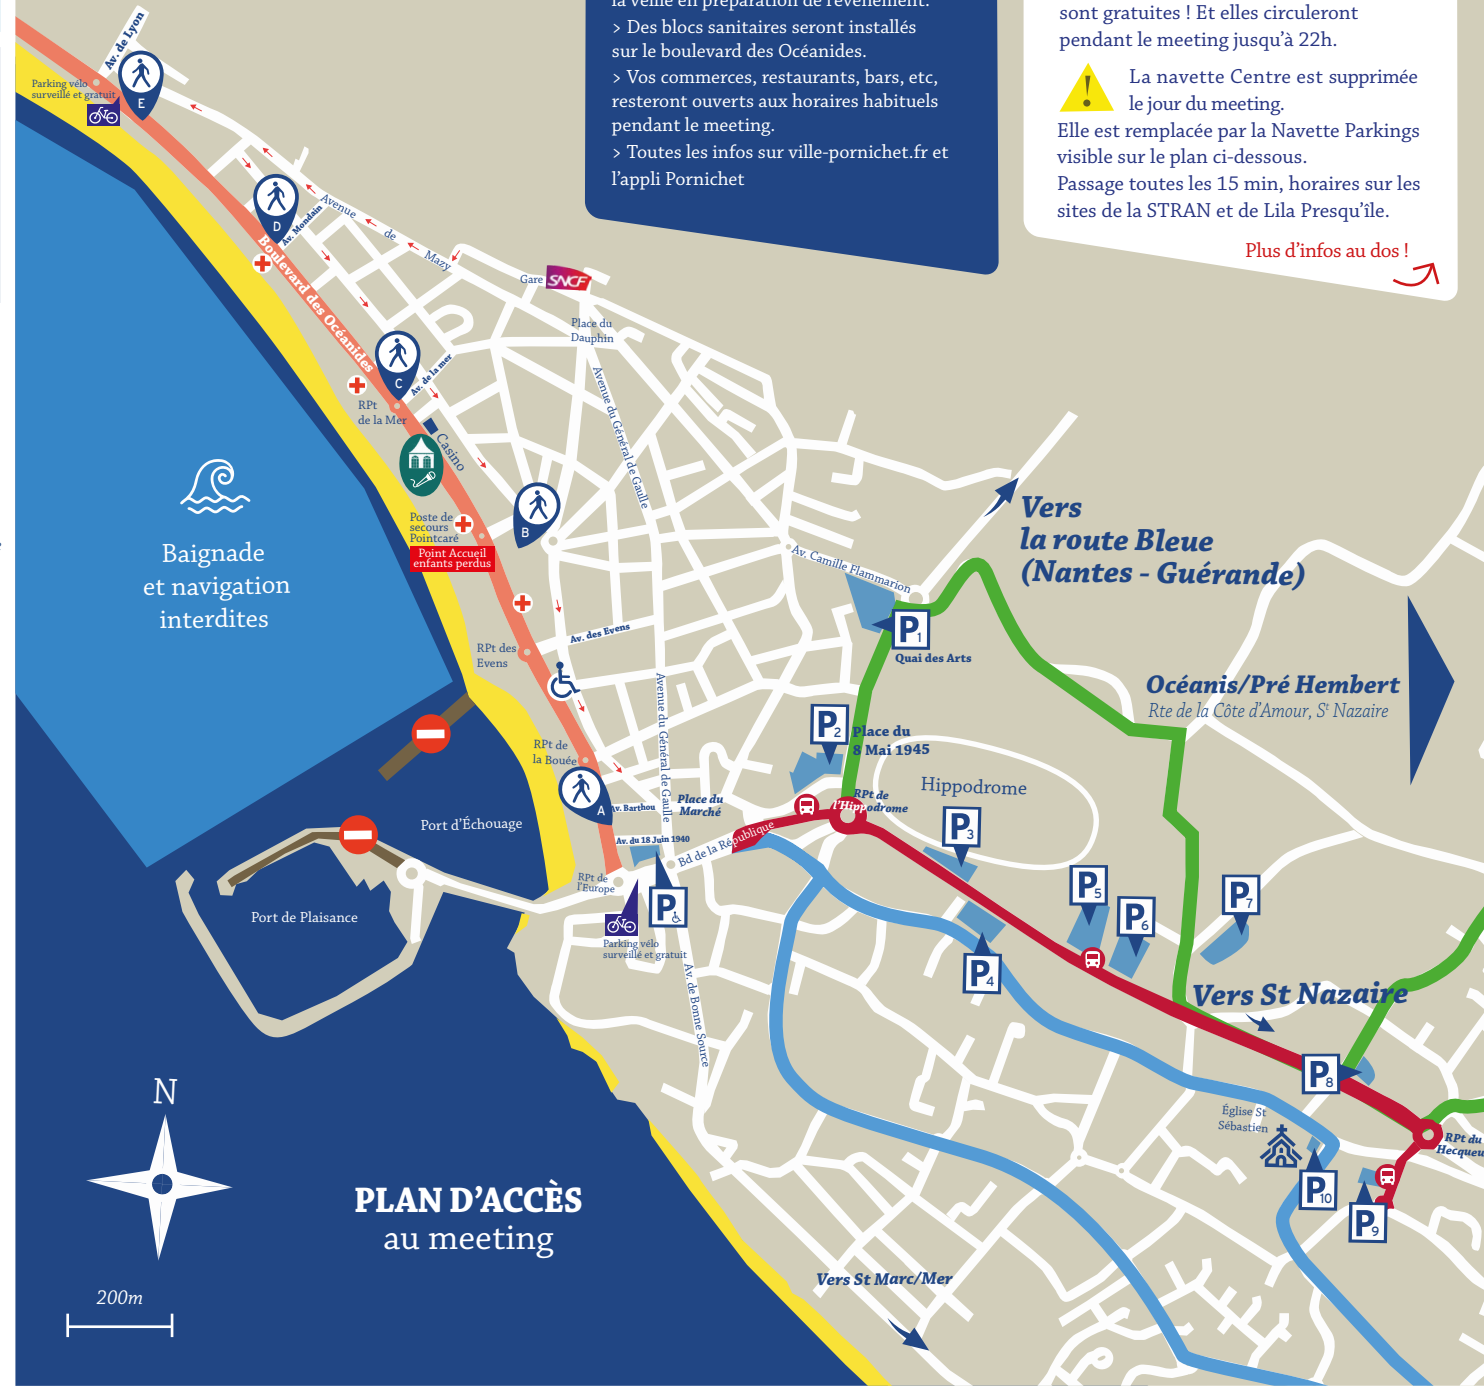 > Des blocs sanitaires seront installés
sur le boulevard des Océanides.
> Vos commerces, restaurants, bars, etc,
resteront ouverts aux horaires habituels
pendant le meeting.
> Toutes les infos sur ville-pornichet.fr et
l'appli Pornichet
sont gratuites ! Et elles circuleront
pendant le meeting jusqu'à 22h.
!
La navette Centre est supprimée
le jour du meeting.
Elle est remplacée par la Navette Parkings
visible sur le plan ci-dessous.
Passage toutes les 15 min, horaires sur les
sites de la STRAN et de Lila Presqu'île.
Plus d'infos au dos !
Av. de Lyon
Parking vélo
surveillé et gratuit
E
D
Av. Mondain
Avenue
de
Mazy
Gare SNCF
Boulevard des Océanides
Place du
Dauphin
C
Av. de la mer
RPt
de la Mer
Casino
Avenue du Général de Gaulle
B
Poste de
secours
Pointcaré
Point Accueil
enfants perdus
Baignade
et navigation
interdites
Av. Camille Flammarion
Vers
la route Bleue
(Nantes - Guérande)
P1
Quai des Arts
Av. des Evens
RPt des
Evens
Océanis/Pré Hembert
Rte de la Côte d'Amour, St Nazaire
Avenue du Général de Gaulle
P2
Place du
8 Mai 1945
RPt de
la Bouée
A
Av. Barthou
Place du
Marché
RPt de
l'Hippodrome
Hippodrome
Port d'Échouage
Av. du 18 Juin 1940
Bd de la République
P3
RPt de
l'Europe
P
P5
P6
P7
Port de Plaisance
Parking vélo
surveillé et gratuit
P4
Av. de Bonne Source
Vers St Nazaire
P8
N
Église St
Sébastien
RPt du
P10
P9
PLAN D'ACCÈS
au meeting
Vers St Marc/Mer
200m